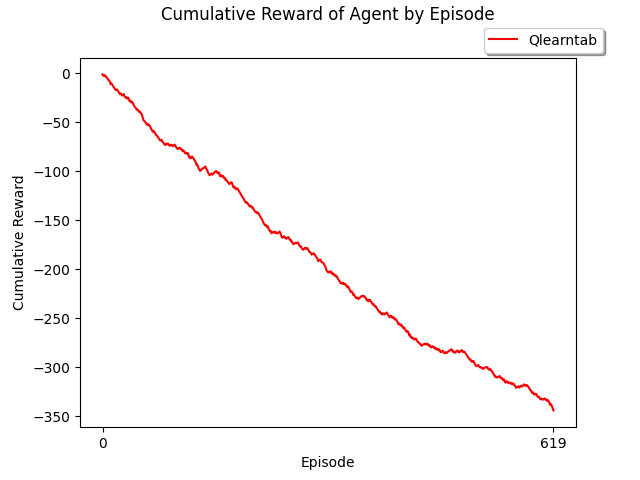 Cumulative Reward of Agent by Episode
Qlearntab
0
−50
−100
−150
−200
−250
−300
−350
Cumulative Reward
0
619
Episode